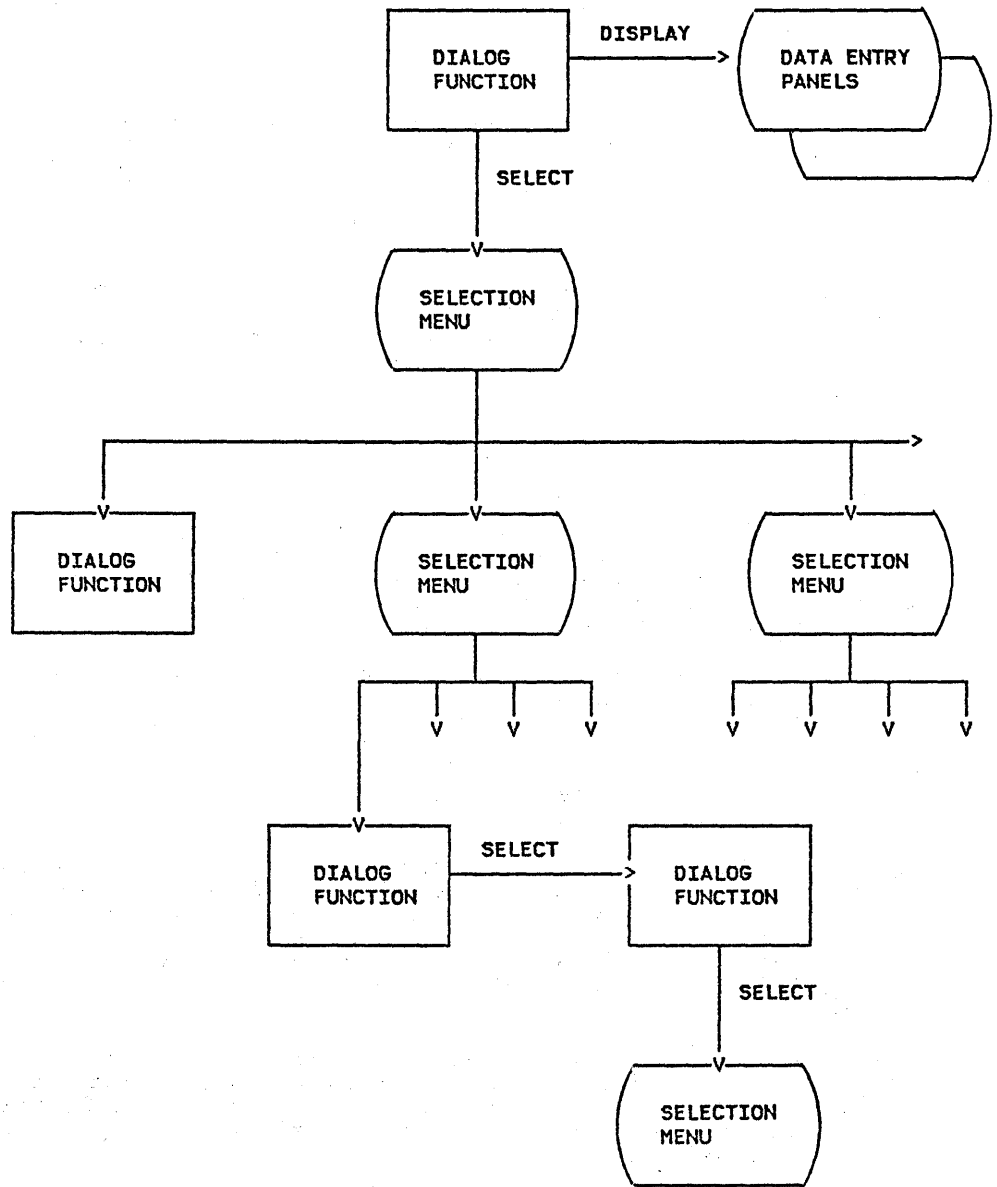 DISPLAY
DIALOG
FUNCTION
DATA ENTRY
PANELS
SELECT
SELECTION
MENU
DIALOG
FUNCTION
SELECTION
MENU
SELECTION
MENU
DIALOG
FUNCTION
SELECT
DIALOG
FUNCTION
SELECT
SELECTION
MENU